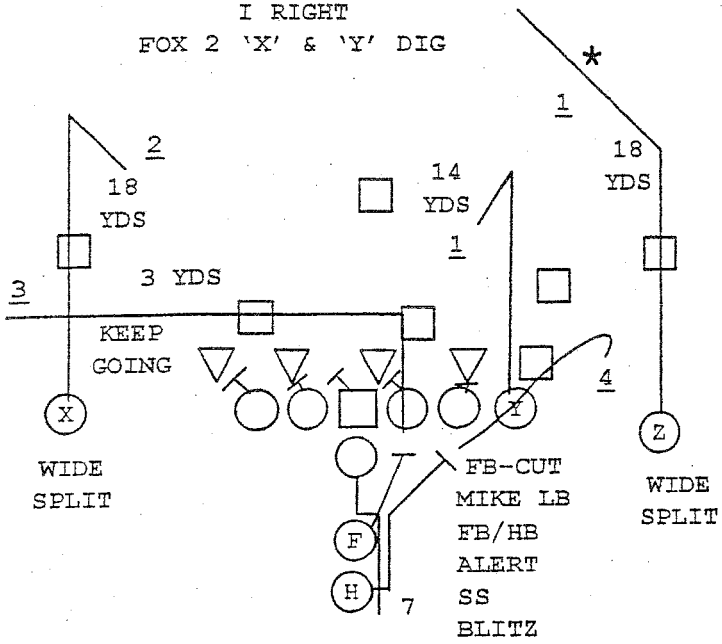 I RIGHT
FOX 2 'X' & 'Y' DIG
*
1
2
18
YDS
14
YDS
1
18
YDS
3
3 YDS
KEEP
GOING
4
X
Y
Z
WIDE
SPLIT
WIDE
SPLIT
F
H
7
FB-CUT
MIKE LB
FB/HB
ALERT
SS
BLITZ